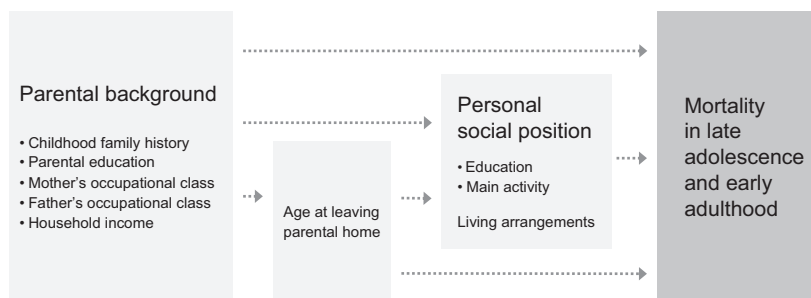 Parental background
• Childhood family history
• Parental education
• Mother's occupational class
• Father's occupational class
• Household income
Age at leaving
parental home
Personal
social position
• Education
• Main activity
Living arrangements
Mortality
in late
adolescence
and early
adulthood